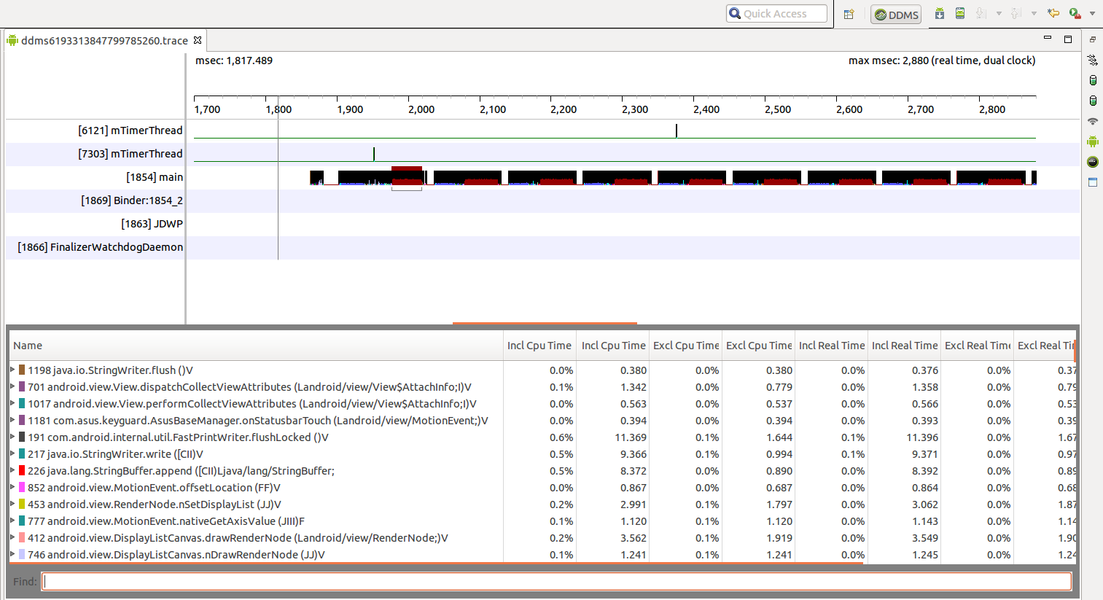 Quick Access
DDMS
ddms6193313847799785260.trace
msec: 1,817.489 max msec: 2,880 (real time, dual clock)
1,700 1,800 1,900 2,000 2,100 2,200 2,300 2,400 2,500 2,600 2,700 2,800
[6121] mTimerThread
[7303] mTimerThread
[1854] main
[1869] Binder:1854_2
[1863] JDWP
[1866] FinalizerWatchdogDaemon
Name Incl Cpu Time Incl Cpu Time Excl Cpu Time Excl Cpu Time Incl Real Time Incl Real Time Excl Real Time Excl Real
1198 java.io.StringWriter.flush ()V 0.0% 0.380 0.0% 0.380 0.0% 0.376 0.0% 0.37
701 android.view.View.dispatchCollectViewAttributes (Landroid/view/View$AttachInfo;I)V 0.1% 1.342 0.0% 0.779 0.0% 1.358 0.0% 0.79
1017 android.view.View.performCollectViewAttributes (Landroid/view/View$AttachInfo;I)V 0.0% 0.563 0.0% 0.537 0.0% 0.566 0.0% 0.53
1181 com.asus.keyguard.AsusBaseManager.onStatusbarTouch (Landroid/view/MotionEvent;)V 0.0% 0.394 0.0% 0.394 0.0% 0.393 0.0% 0.39
191 com.android.internal.util.FastPrintWriter.flushLocked ()V 0.6% 11.369 0.1% 1.644 0.1% 11.396 0.0% 1.67
217 java.io.StringWriter.write ([CII)V 0.5% 9.366 0.1% 0.994 0.1% 9.371 0.0% 0.97
226 java.lang.StringBuffer.append ([CII)Ljava/lang/StringBuffer; 0.5% 8.372 0.0% 0.890 0.0% 8.392 0.0% 0.89
852 android.view.MotionEvent.offsetLocation (FF)V 0.0% 0.867 0.0% 0.687 0.0% 0.864 0.0% 0.68
453 android.view.RenderNode.nSetDisplayList (JJ)V 0.2% 2.991 0.1% 1.797 0.0% 3.062 0.0% 1.87
777 android.view.MotionEvent.nativeGetAxisValue (JIII)F 0.1% 1.120 0.1% 1.120 0.0% 1.143 0.0% 1.14
412 android.view.DisplayListCanvas.drawRenderNode (Landroid/view/RenderNode;)V 0.2% 3.562 0.1% 1.919 0.0% 3.549 0.0% 1.90
746 android.view.DisplayListCanvas.nDrawRenderNode (JJ)V 0.1% 1.241 0.1% 1.241 0.0% 1.245 0.0% 1.24
Find: